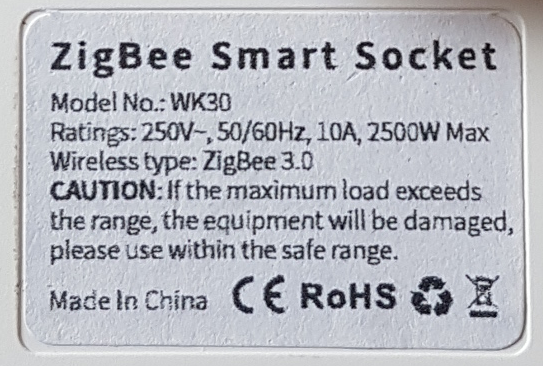 ZigBee Smart Socket
Model No.: WK30
Ratings: 250V~, 50/60Hz, 10A, 2500W Max
Wireless type: ZigBee 3.0
CAUTION: If the maximum load exceeds
the range, the equipment will be damaged,
please use within the safe range.
Made In China CE RoHS